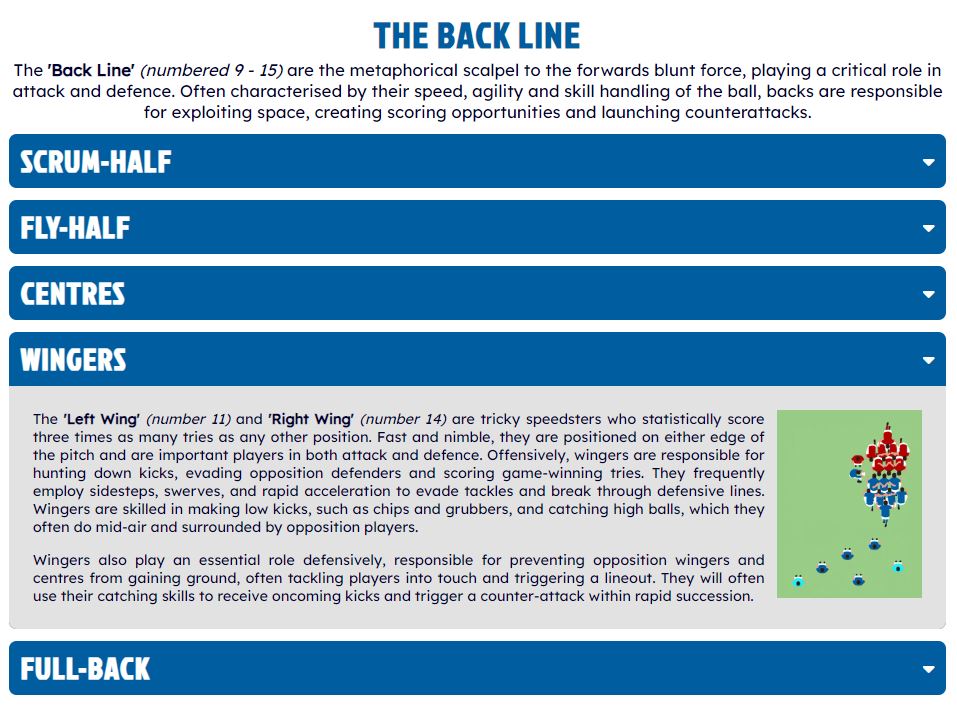 THE BACK LINE
The 'Back Line' (numbered 9 - 15) are the metaphorical scalpel to the forwards blunt force, playing a critical role in
attack and defence. Often characterised by their speed, agility and skill handling of the ball, backs are responsible
for exploiting space, creating scoring opportunities and launching counterattacks.
SCRUM-HALF
FLY-HALF
CENTRES
WINGERS
The 'Left Wing' (number 11) and 'Right Wing' (number 14) are tricky speedsters who statistically score
three times as many tries as any other position. Fast and nimble, they are positioned on either edge of
the pitch and are important players in both attack and defence. Offensively, wingers are responsible for
hunting down kicks, evading opposition defenders and scoring game-winning tries. They frequently
employ sidesteps, swerves, and rapid acceleration to evade tackles and break through defensive lines.
Wingers are skilled in making low kicks, such as chips and grubbers, and catching high balls, which they
often do mid-air and surrounded by opposition players.
Wingers also play an essential role defensively, responsible for preventing opposition wingers and
centres from gaining ground, often tackling players into touch and triggering a lineout. They will often
use their catching skills to receive oncoming kicks and trigger a counter-attack within rapid succession.
FULL-BACK